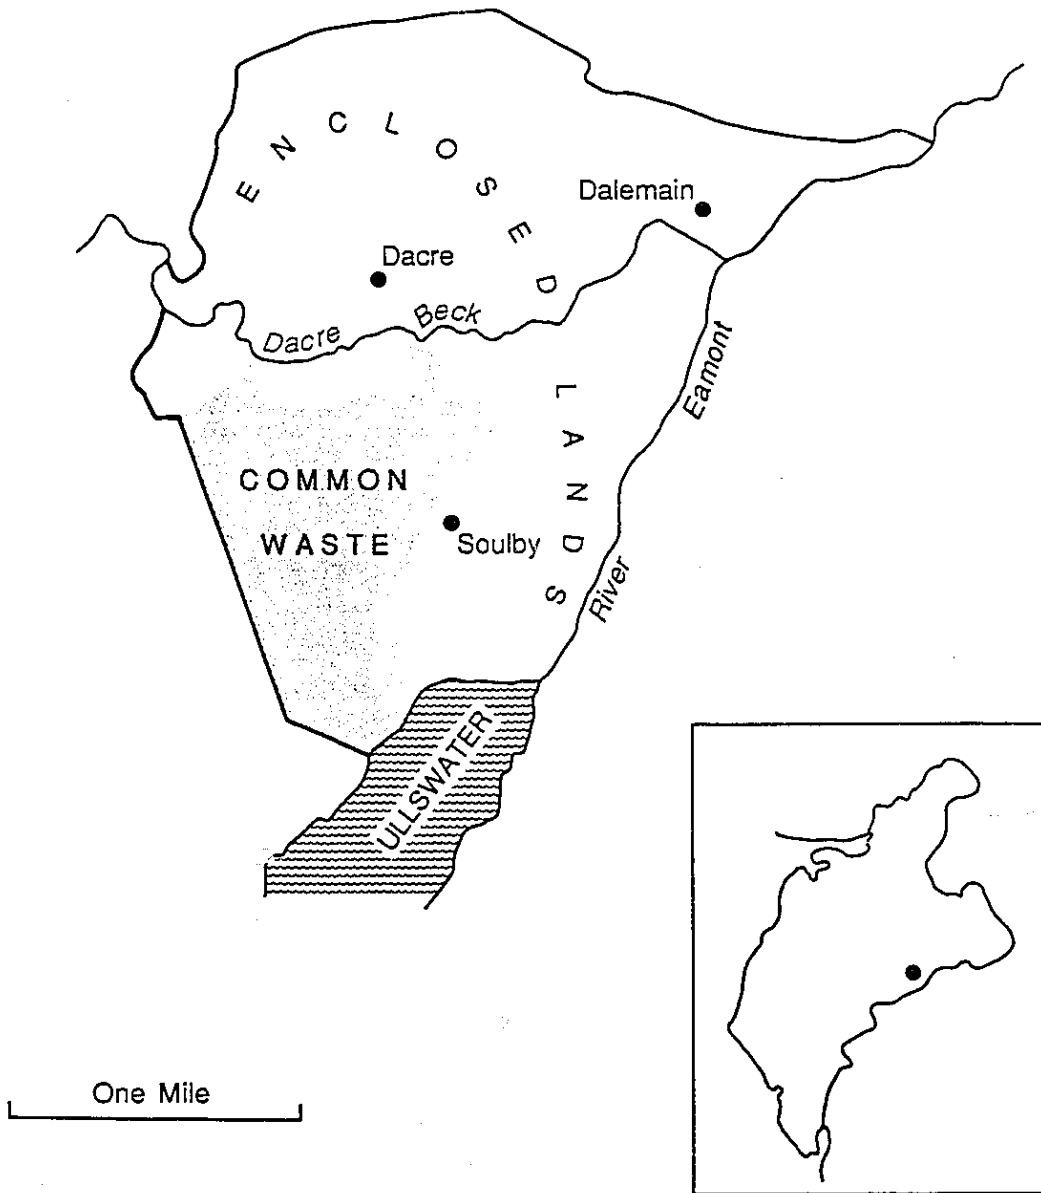 ENCLOSED
Dalemain
Dacre
Dacre Beck
LANDS
River Eamont
COMMON
WASTE
Soulby
ULLSWATER
One Mile